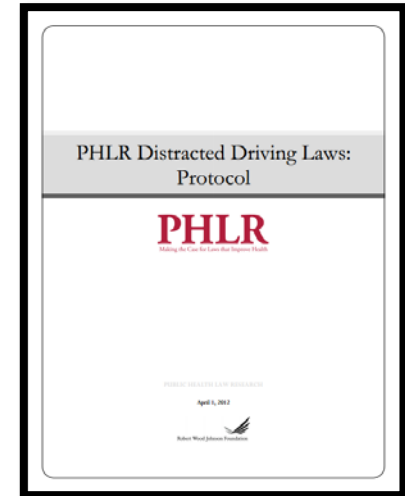 PHLR Distracted Driving Laws:
Protocol
PHLR
Making the Case for Laws that Improve Health
PUBLIC HEALTH LAW RESEARCH
April 1, 2012
Robert Wood Johnson Foundation